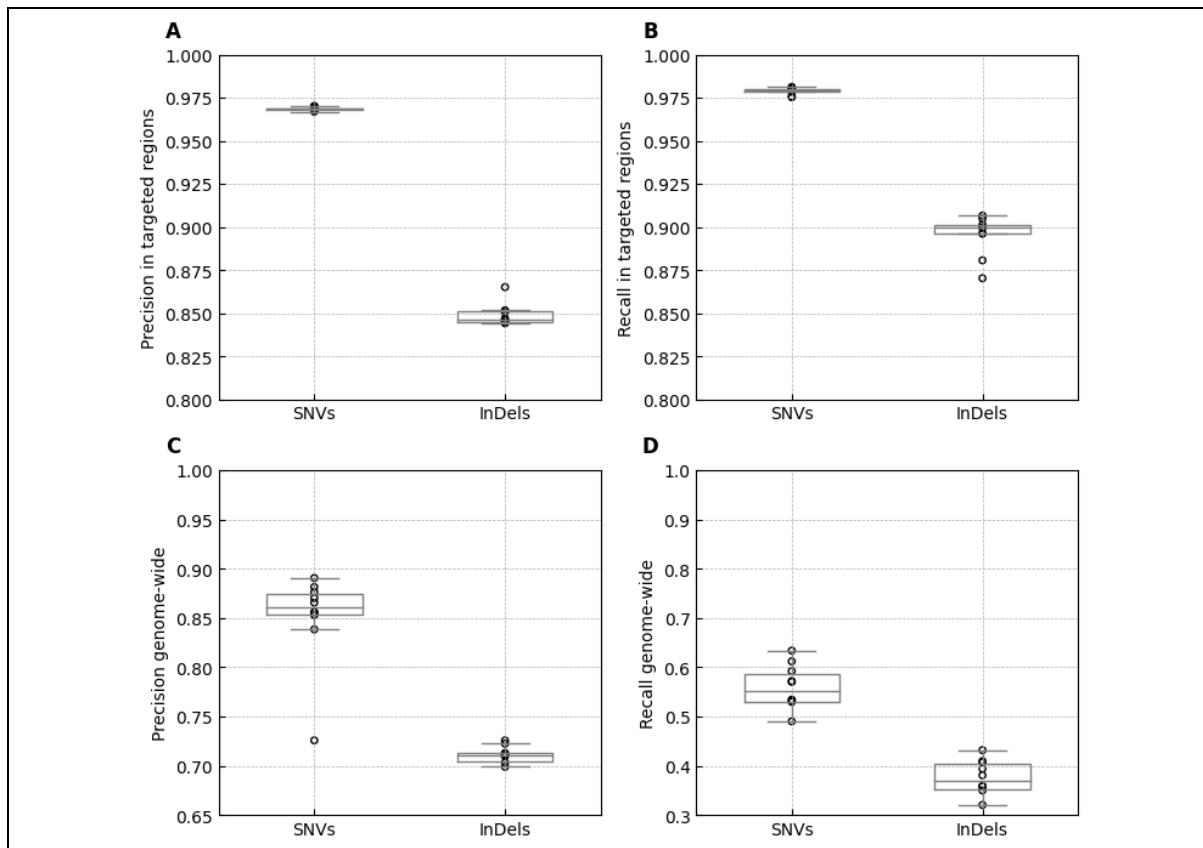 A
Precision in targeted regions
1.000
0.975
0.950
0.925
0.900
0.875
0.850
0.825
0.800
SNVs
InDels
B
Recall in targeted regions
1.000
0.975
0.950
0.925
0.900
0.875
0.850
0.825
0.800
SNVs
InDels
C
Precision genome-wide
1.00
0.95
0.90
0.85
0.80
0.75
0.70
0.65
SNVs
InDels
D
Recall genome-wide
1.0
0.9
0.8
0.7
0.6
0.5
0.4
0.3
SNVs
InDels